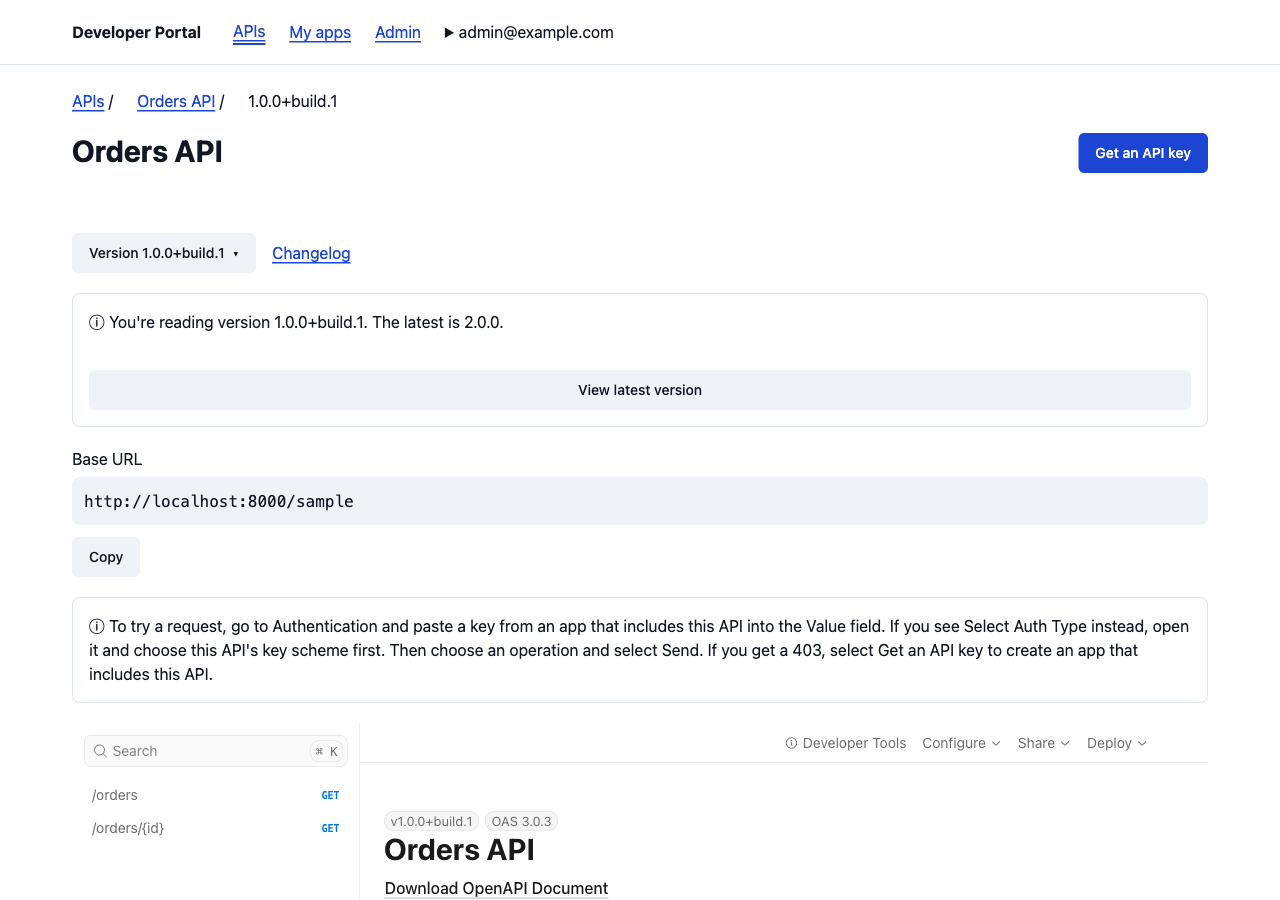 Developer Portal APIs My apps Admin ▶ admin@example.com
APIs / Orders API / 1.0.0+build.1
Orders API
Get an API key
Version 1.0.0+build.1 ▾ Changelog
ⓘ You're reading version 1.0.0+build.1. The latest is 2.0.0.
View latest version
Base URL
http://localhost:8000/sample
Copy
ⓘ To try a request, go to Authentication and paste a key from an app that includes this API into the Value field. If you see Select Auth Type instead, open
it and choose this API's key scheme first. Then choose an operation and select Send. If you get a 403, select Get an API key to create an app that
includes this API.
Search ⌘ K
/orders GET
/orders/{id} GET
Developer Tools Configure Share Deploy
v1.0.0+build.1 OAS 3.0.3
Orders API
Download OpenAPI Document